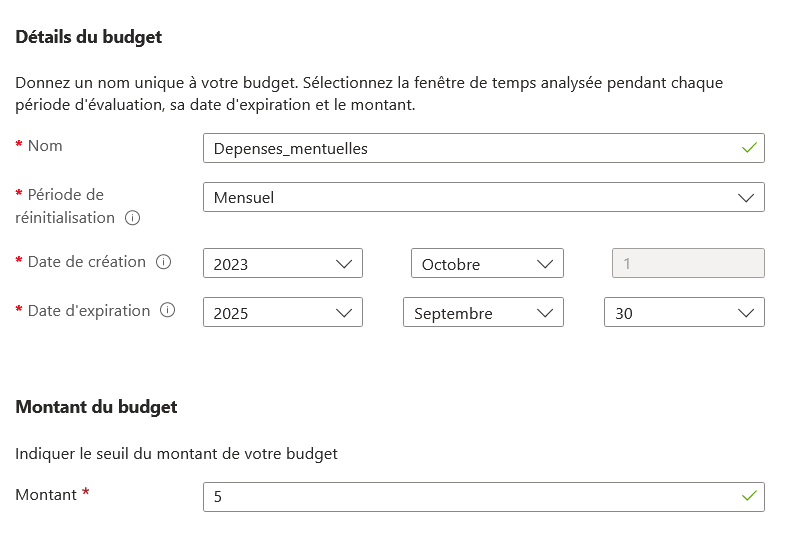 Détails du budget
Donnez un nom unique à votre budget. Sélectionnez la fenêtre de temps analysée pendant chaque
période d'évaluation, sa date d'expiration et le montant.
* Nom
Depenses_mentuelles
* Période de
réinitialisation
Mensuel
* Date de création
2023 Octobre 1
* Date d'expiration
2025 Septembre 30
Montant du budget
Indiquer le seuil du montant de votre budget
Montant *
5